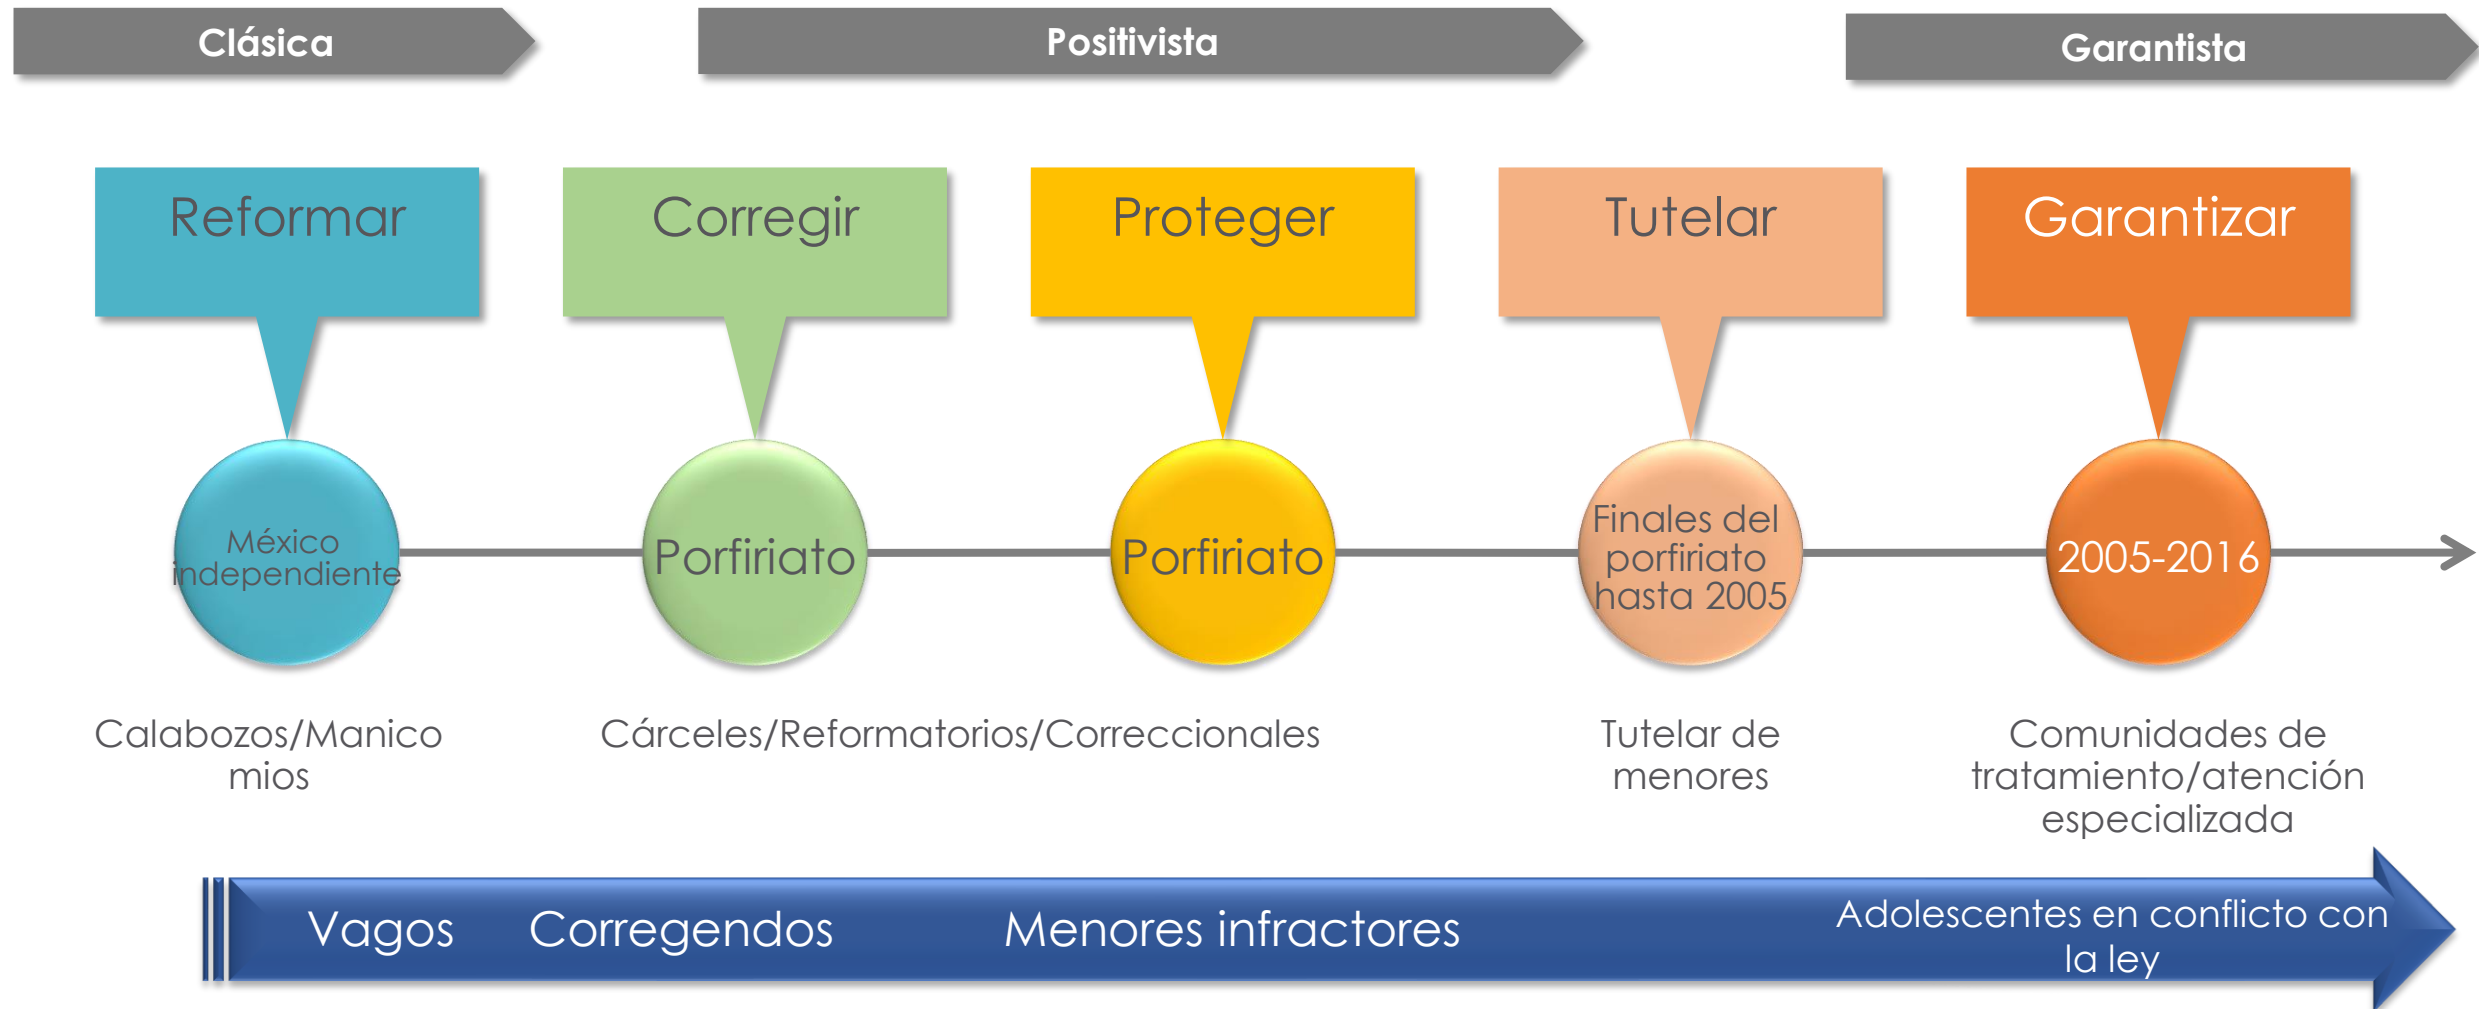 Clásica
Positivista
Garantista
Reformar
Corregir
Proteger
Tutelar
Garantizar
México
independiente
Porfiriato
Porfiriato
Finales del
porfiriato
hasta 2005
2005-2016
Calabozos/Manico
mios
Cárceles/Reformatorios/Correccionales
Tutelar de
menores
Comunidades de
tratamiento/atención
especializada
Vagos
Corregendos
Menores infractores
Adolescentes en conflicto con
la ley